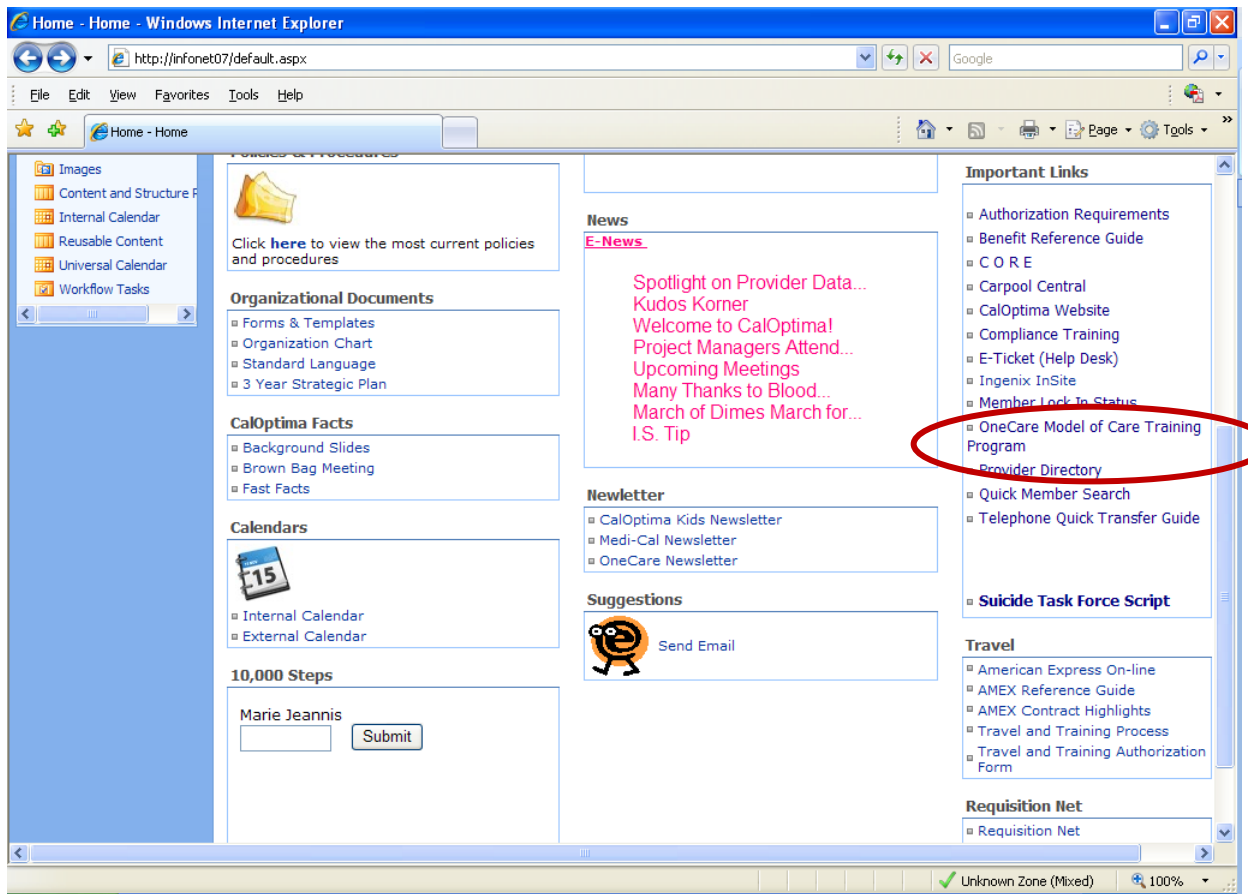 Home - Home - Windows Internet Explorer
http://infonet07/default.aspx
Google
File Edit View Favorites Tools Help
Home - Home
Page
Tools
Images
Content and Structure
Internal Calendar
Reusable Content
Universal Calendar
Workflow Tasks
Policies & Procedures
Click here to view the most current policies
and procedures
Organizational Documents
Forms & Templates
Organization Chart
Standard Language
3 Year Strategic Plan
CalOptima Facts
Background Slides
Brown Bag Meeting
Fast Facts
Calendars
15
Internal Calendar
External Calendar
10,000 Steps
Marie Jeannis
Submit
News
E-News
Spotlight on Provider Data...
Kudos Korner
Welcome to CalOptima!
Project Managers Attend...
Upcoming Meetings
Many Thanks to Blood...
March of Dimes March for...
I.S. Tip
Newletter
CalOptima Kids Newsletter
Medi-Cal Newsletter
OneCare Newsletter
Suggestions
Send Email
Important Links
Authorization Requirements
Benefit Reference Guide
C O R E
Carpool Central
CalOptima Website
Compliance Training
E-Ticket (Help Desk)
Ingenix InSite
Member Lock In Status
OneCare Model of Care Training
Program
Provider Directory
Quick Member Search
Telephone Quick Transfer Guide
Suicide Task Force Script
Travel
American Express On-line
AMEX Reference Guide
AMEX Contract Highlights
Travel and Training Process
Travel and Training Authorization
Form
Requisition Net
Requisition Net
Unknown Zone (Mixed)
100%